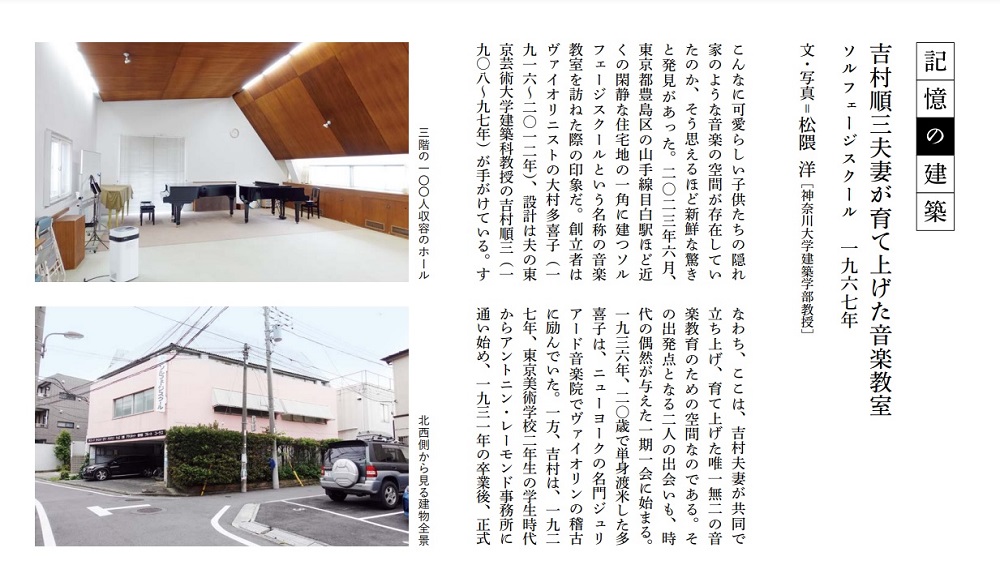 記憶の建築
吉村順三夫妻が育て上げた音楽教室
ソルフェージスクール　一九六七年
文・写真＝松隈 洋［神奈川大学建築学部教授］
こんなに可愛らしい子供たちの隠れ
家のような音楽の空間が存在してい
たのか、そう思えるほど新鮮な驚き
と発見があった。二〇二三年六月、
東京都豊島区の山手線目白駅ほど近
くの閑静な住宅地の一角に建つソル
フェージスクールという名称の音楽
教室を訪ねた際の印象だ。創立者は
ヴァイオリニストの大村多喜子（一
九一六～二〇一二年）、設計は夫の東
京芸術大学建築科教授の吉村順三（一
九〇八～九七年）が手がけている。す
なわち、ここは、吉村夫妻が共同で
立ち上げ、育て上げた唯一無二の音
楽教育のための空間なのである。そ
の出発点となる二人の出会いも、時
代の偶然が与えた一期一会に始まる。
一九三六年、二〇歳で単身渡米した多
喜子は、ニューヨークの名門ジュリ
アード音楽院でヴァイオリンの稽古
に励んでいた。一方、吉村は、一九二
七年、東京美術学校二年生の学生時代
からアントニン・レーモンド事務所に
通い始め、一九三一年の卒業後、正式
三階の一〇〇人収容のホール
北西側から見る建物全景
ソルフェージスクール